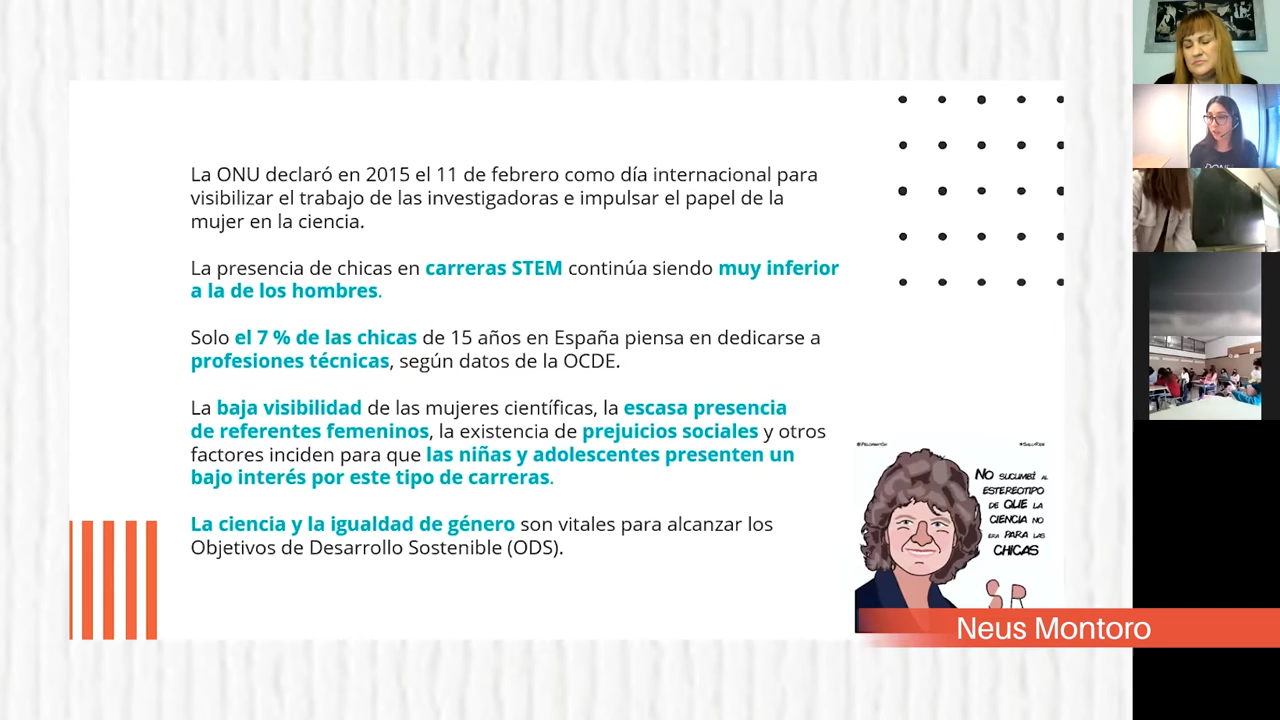 La ONU declaró en 2015 el 11 de febrero como día internacional para
visibilizar el trabajo de las investigadoras e impulsar el papel de la
mujer en la ciencia.
La presencia de chicas en carreras STEM continúa siendo muy inferior
a la de los hombres.
Solo el 7 % de las chicas de 15 años en España piensa en dedicarse a
profesiones técnicas, según datos de la OCDE.
La baja visibilidad de las mujeres científicas, la escasa presencia
de referentes femeninos, la existencia de prejuicios sociales y otros
factores inciden para que las niñas y adolescentes presenten un
bajo interés por este tipo de carreras.
La ciencia y la igualdad de género son vitales para alcanzar los
Objetivos de Desarrollo Sostenible (ODS).
#SallyRide
NO SUCUMBÍ AL
ESTEREOTIPO
DE QUE LA
CIENCIA NO
ERA PARA LAS
CHICAS
SR
Neus Montoro